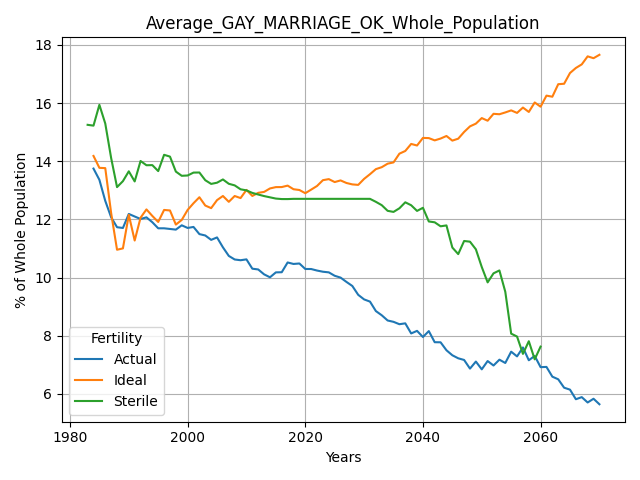 Average_GAY_MARRIAGE_OK_Whole_Population
% of Whole Population
18
16
14
12
10
8
6
Fertility
Actual
Ideal
Sterile
1980
2000
2020
2040
2060
Years